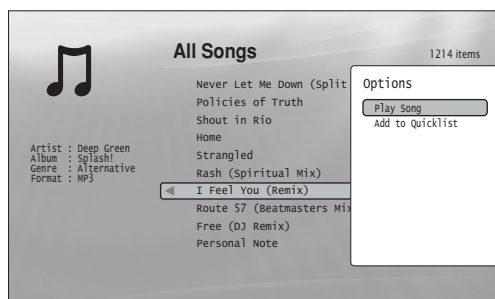 All Songs
1214 items
Never Let Me Down (Split
Policies of Truth
Shout in Rio
Home
Strangled
Rash (Spiritual Mix)
I Feel You (Remix)
Route 57 (Beatmasters Mix
Free (DJ Remix)
Personal Note
Artist : Deep Green
Album : Splash!
Genre : Alternative
Format : MP3
Options
Play Song
Add to Quicklist